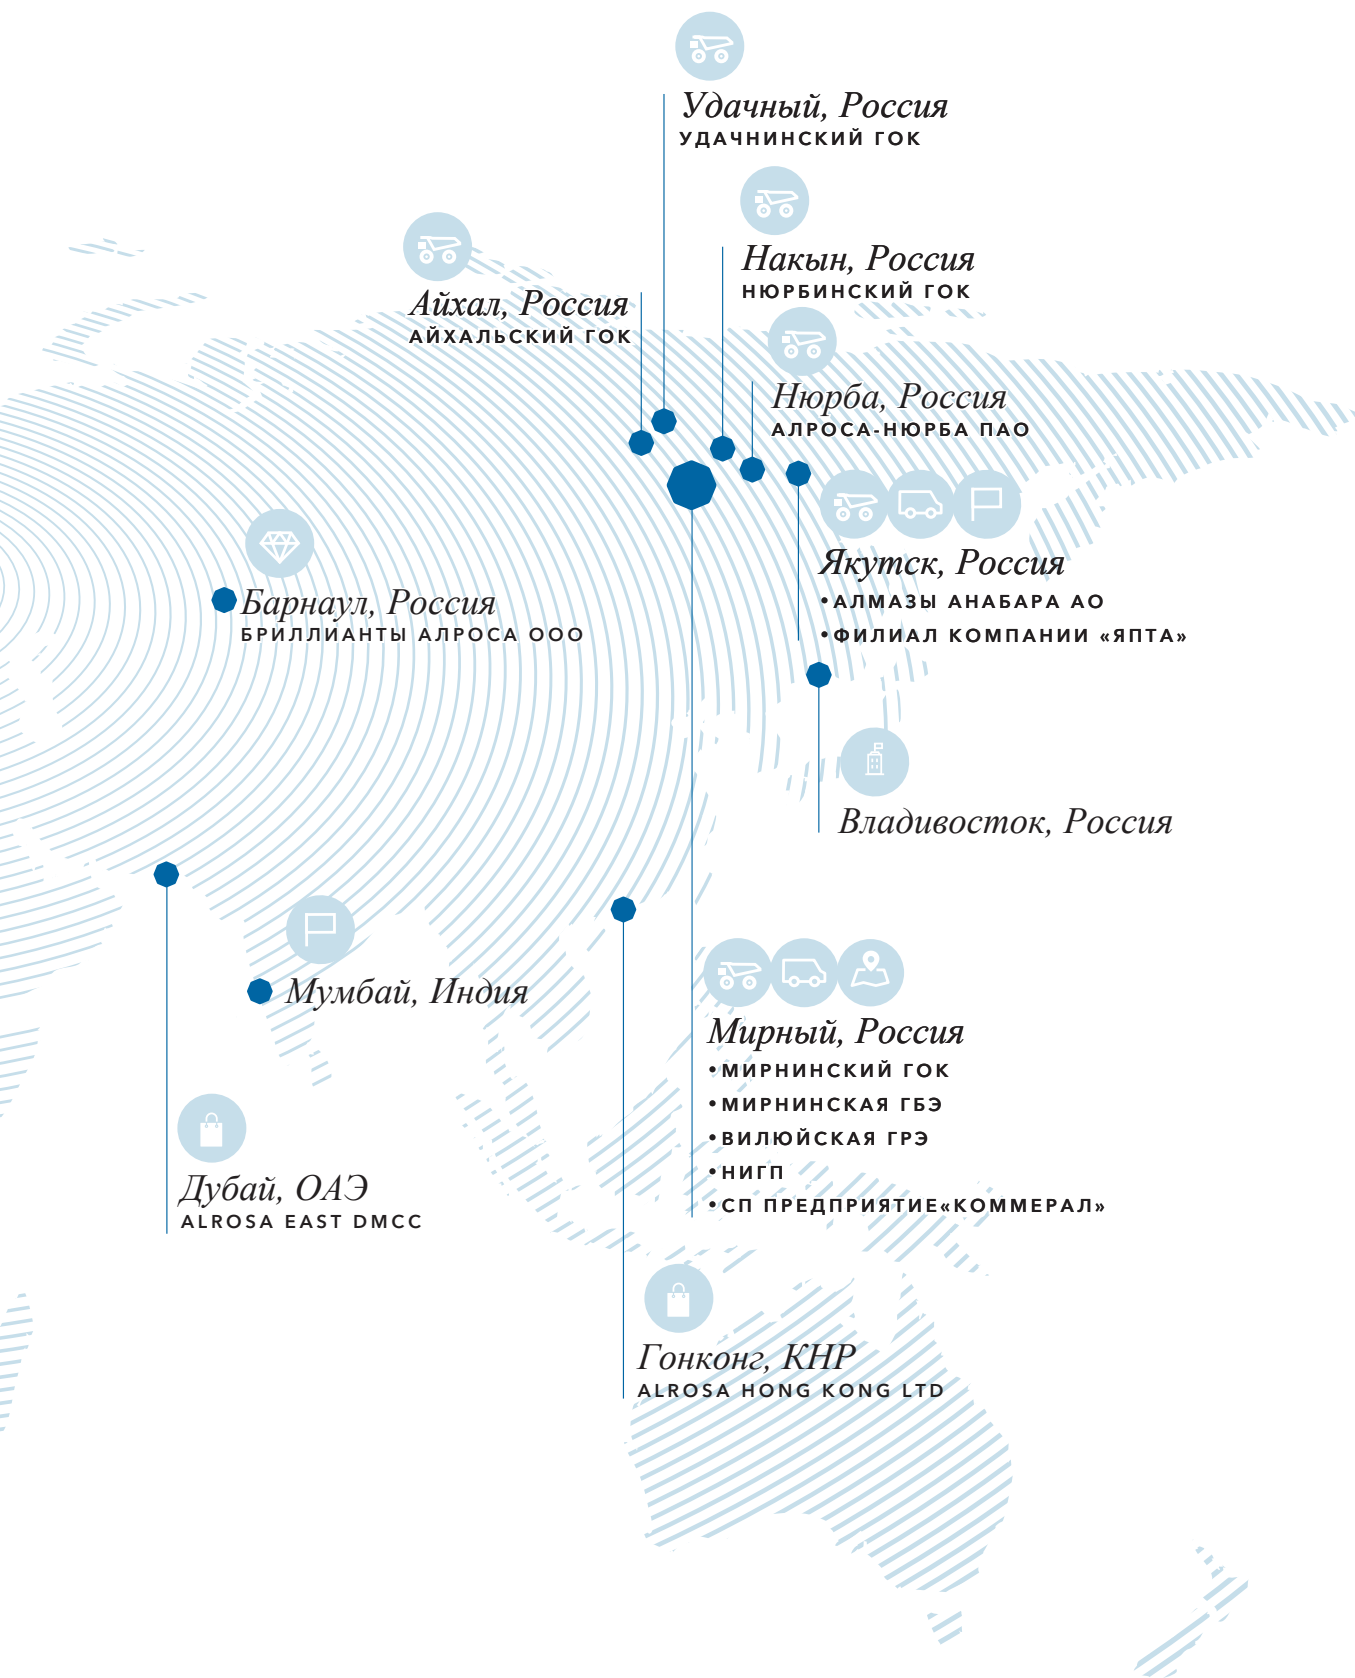 Удачный, Россия
УДАЧНИНСКИЙ ГОК
Накын, Россия
НЮРБИНСКИЙ ГОК
Айхал, Россия
АЙХАЛЬСКИЙ ГОК
Нюрба, Россия
АЛРОСА-НЮРБА ПАО
Якутск, Россия
•АЛМАЗЫ АНАБАРА АО
•ФИЛИАЛ КОМПАНИИ «ЯПТА»
Барнаул, Россия
БРИЛЛИАНТЫ АЛРОСА ООО
Владивосток, Россия
Мумбай, Индия
Мирный, Россия
•МИРНИНСКИЙ ГОК
•МИРНИНСКАЯ ГБЭ
•ВИЛЮЙСКАЯ ГРЭ
•НИГП
•СП ПРЕДПРИЯТИЕ«КОММЕРАЛ»
Дубай, ОАЭ
ALROSA EAST DMCC
Гонконг, КНР
ALROSA HONG KONG LTD